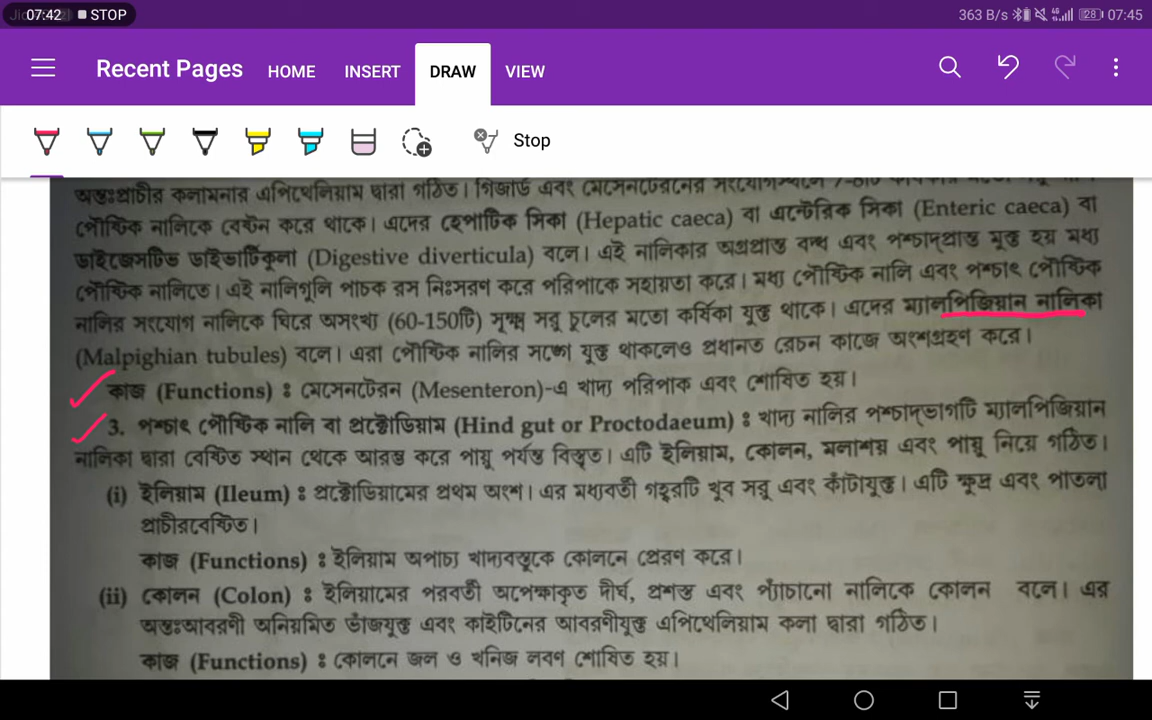 07:42 STOP 363 B/s 28 07:45
Recent Pages HOME INSERT DRAW VIEW
Stop
অন্তঃপ্রাচীর কলামনার এপিথেলিয়াম দ্বারা গঠিত। গিজার্ড এবং মেসেনটেরনের সংযোগস্থলে 7-8টি
পৌষ্টিক নালিকে বেষ্টন করে থাকে। এদের হেপাটিক সিকা (Hepatic caeca) বা এন্টেরিক সিকা (Enteric caeca) বা
ডাইজেসটিভ ডাইভার্টিকুলা (Digestive diverticula) বলে। এই নালিকার অগ্রপ্রান্ত বন্ধ এবং পশ্চাদ্‌প্রান্ত মুক্ত হয় মধ্য
পৌষ্টিক নালিতে। এই নালিগুলি পাচক রস নিঃসরণ করে পরিপাকে সহায়তা করে। মধ্য পৌষ্টিক নালি এবং পশ্চাৎ পৌষ্টিক
নালির সংযোগ নালিকে ঘিরে অসংখ্য (60-150টি) সূক্ষ্ম সরু চুলের মতো কর্ষিকা যুক্ত থাকে। এদের ম্যালপিজিয়ান নালিকা
(Malpighian tubules) বলে। এরা পৌষ্টিক নালির সঙ্গে যুক্ত থাকলেও প্রধানত রেচন কাজে অংশগ্রহণ করে।
কাজ (Functions) : মেসেনটেরন (Mesenteron)-এ খাদ্য পরিপাক এবং শোষিত হয়।
3. পশ্চাৎ পৌষ্টিক নালি বা প্রক্টোডিয়াম (Hind gut or Proctodaeum) : খাদ্য নালির পশ্চাদ্‌ভাগটি ম্যালপিজিয়ান
নালিকা দ্বারা বেষ্টিত স্থান থেকে আরম্ভ করে পায়ু পর্যন্ত বিস্তৃত। এটি ইলিয়াম, কোলন, মলাশয় এবং পায়ু নিয়ে গঠিত।
(i) ইলিয়াম (Ileum) : প্রক্টোডিয়ামের প্রথম অংশ। এর মধ্যবর্তী গহ্বরটি খুব সরু এবং কাঁটাযুক্ত। এটি ক্ষুদ্র এবং পাতলা
প্রাচীরবেষ্টিত।
কাজ (Functions) : ইলিয়াম অপাচ্য খাদ্যবস্তুকে কোলনে প্রেরণ করে।
(ii) কোলন (Colon) : ইলিয়ামের পরবর্তী অপেক্ষাকৃত দীর্ঘ, প্রশস্ত এবং প্যাঁচানো নালিকে কোলন বলে। এর
অন্তঃআবরণী অনিয়মিত ভাঁজযুক্ত এবং কাইটিনের আবরণীযুক্ত এপিথেলিয়াম কলা দ্বারা গঠিত।
কাজ (Functions) : কোলনে জল ও খনিজ লবণ শোষিত হয়।